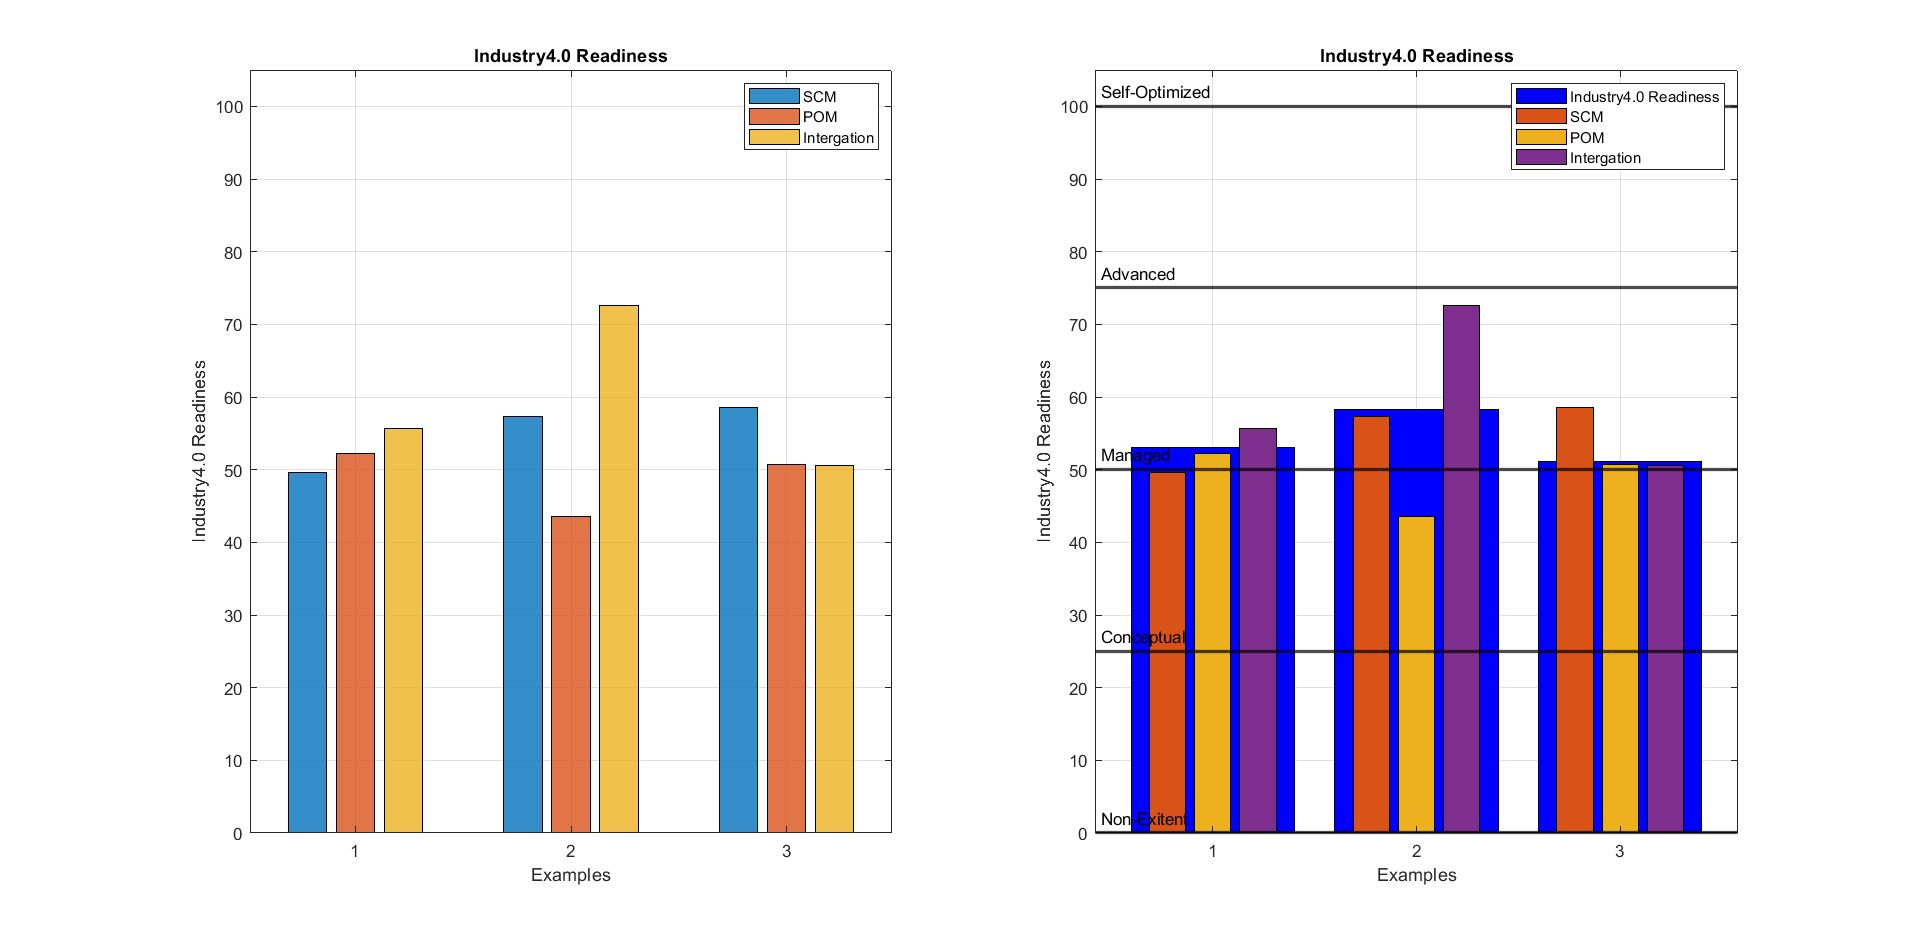 Industry4.0 Readiness
SCM
POM
Intergation
100
90
80
70
60
50
40
30
20
10
0
Industry4.0 Readiness
1
2
3
Examples
Industry4.0 Readiness
Industry4.0 Readiness
SCM
POM
Intergation
Self-Optimized
Advanced
Managed
Conceptual
Non-Exitent
100
90
80
70
60
50
40
30
20
10
0
Industry4.0 Readiness
1
2
3
Examples